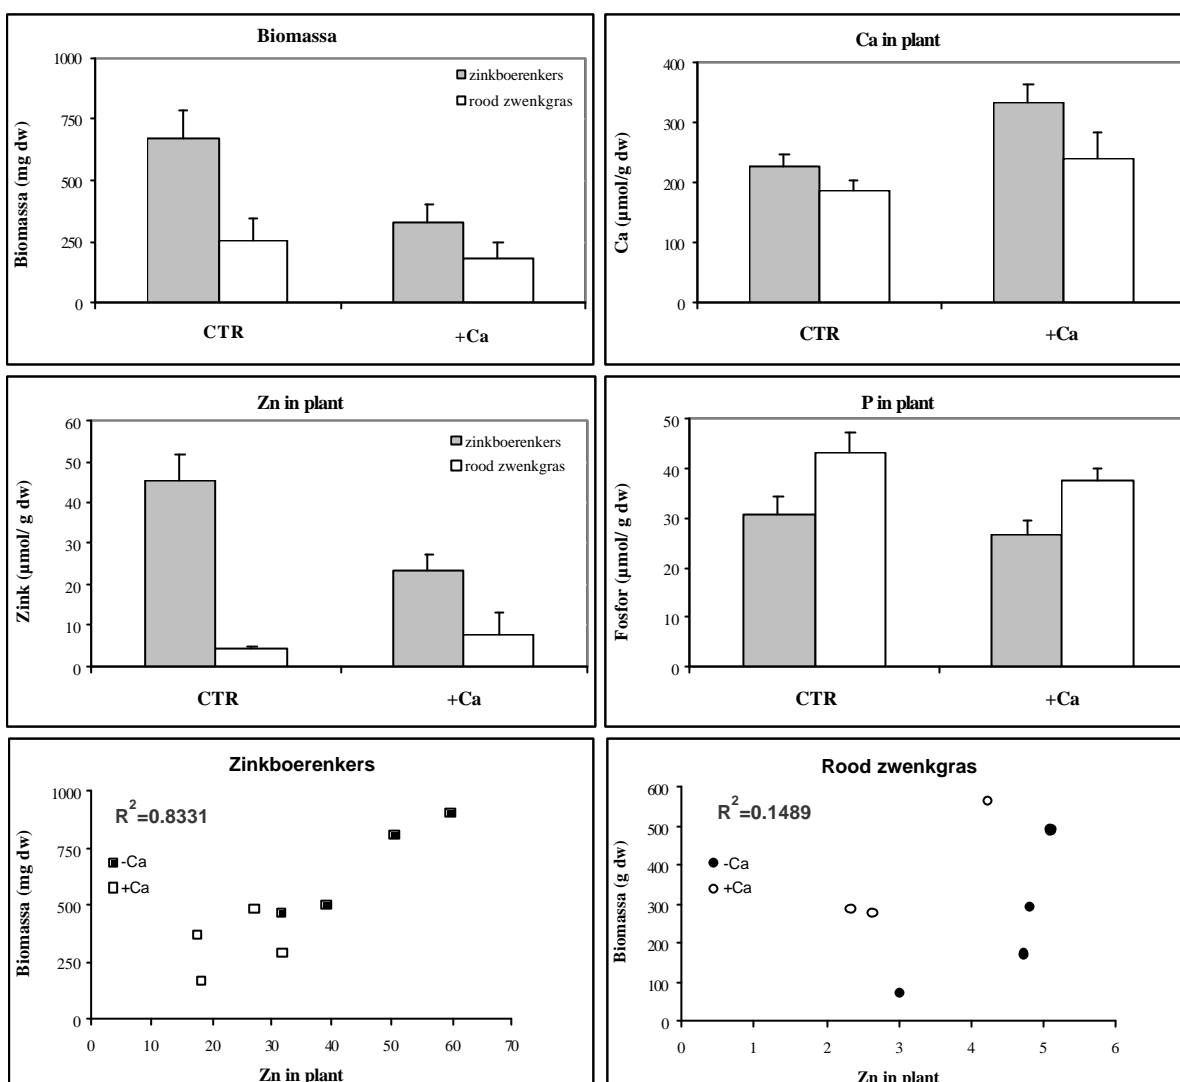 Biomassa
Biomassa (mg dw)
1000
750
500
250
0
zinkboerenkers
rood zwenkgras
CTR
+Ca
Ca in plant
Ca (µmol/g dw)
400
300
200
100
0
CTR
+Ca
Zn in plant
Zink (µmol/ g dw)
60
50
40
30
20
10
0
zinkboerenkers
rood zwenkgras
CTR
+Ca
P in plant
Fosfor (µmol/ g dw)
50
40
30
20
10
0
CTR
+Ca
Zinkboerenkers
R²=0.8331
-Ca
+Ca
Biomassa (mg dw)
1000
750
500
250
0
0 10 20 30 40 50 60 70
Zn in plant
Rood zwenkgras
R²=0.1489
-Ca
+Ca
Biomassa (g dw)
600
500
400
300
200
100
0
0 1 2 3 4 5 6
Zn in plant